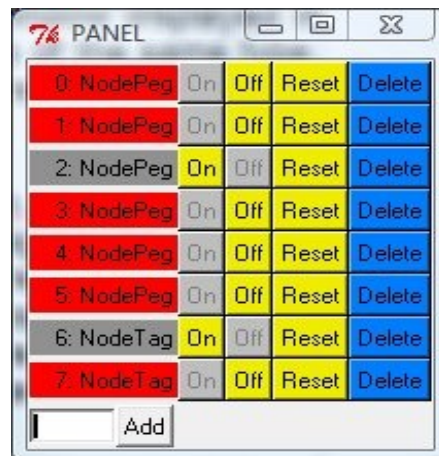 PANEL
0: NodePeg On Off Reset Delete
1: NodePeg On Off Reset Delete
2: NodePeg On Off Reset Delete
3: NodePeg On Off Reset Delete
4: NodePeg On Off Reset Delete
5: NodePeg On Off Reset Delete
6: NodeTag On Off Reset Delete
7: NodeTag On Off Reset Delete
Add